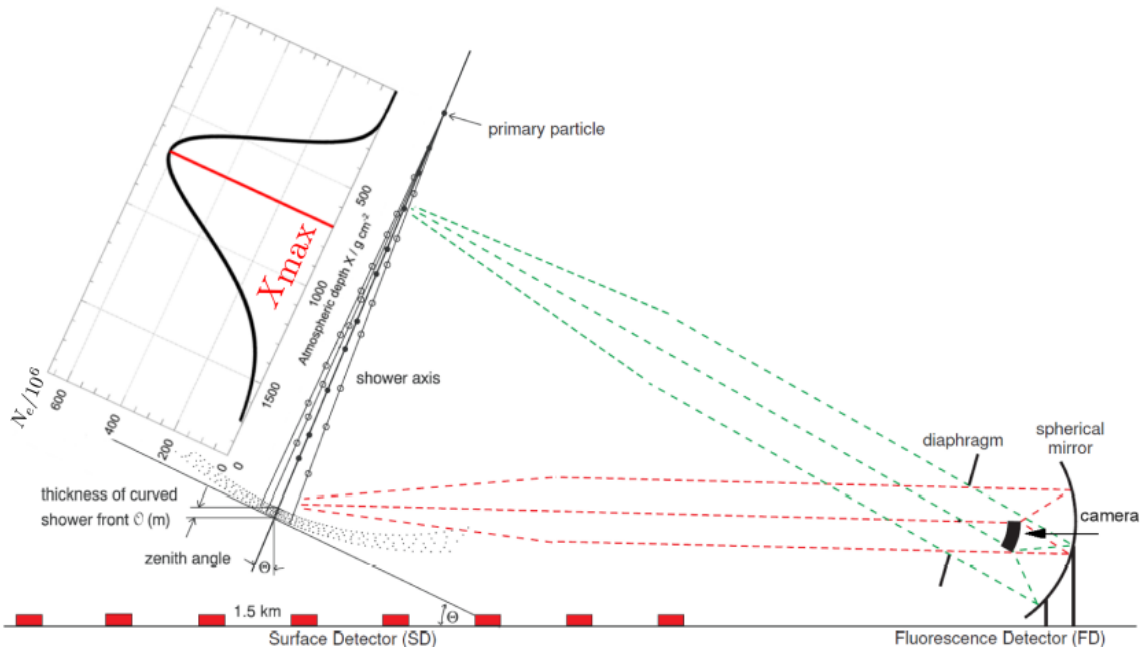 primary particle
500
1000
1500
Atmospheric depth X / g cm⁻²
Xmax
Nₑ/10⁶
600
400
200
0
0
shower axis
diaphragm
spherical
mirror
camera
thickness of curved
shower front O (m)
zenith angle
Θ
1.5 km
Θ
Surface Detector (SD)
Fluorescence Detector (FD)